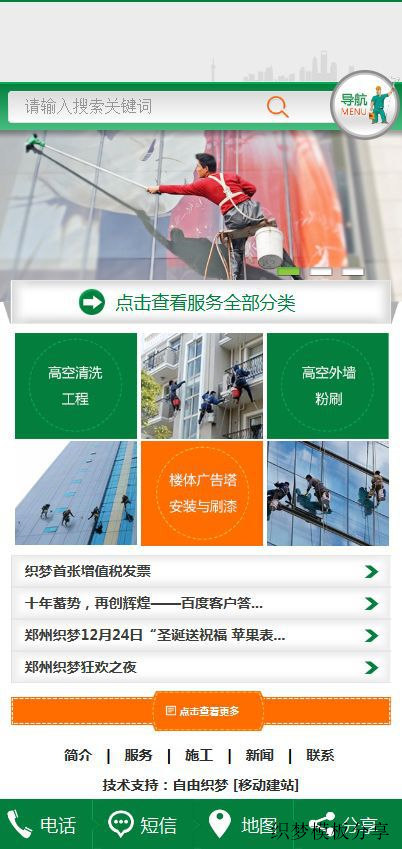 请输入搜索关键词
导航
MENU
点击查看服务全部分类
高空清洗
工程
高空外墙
粉刷
楼体广告塔
安装与刷漆
织梦首张增值税发票
十年蓄势，再创辉煌——百度客户答...
郑州织梦12月24日“圣诞送祝福 苹果表...
郑州织梦狂欢之夜
点击查看更多
简介 | 服务 | 施工 | 新闻 | 联系
技术支持：自由织梦 [移动建站]
电话 短信 地图 分享
织梦模板分享